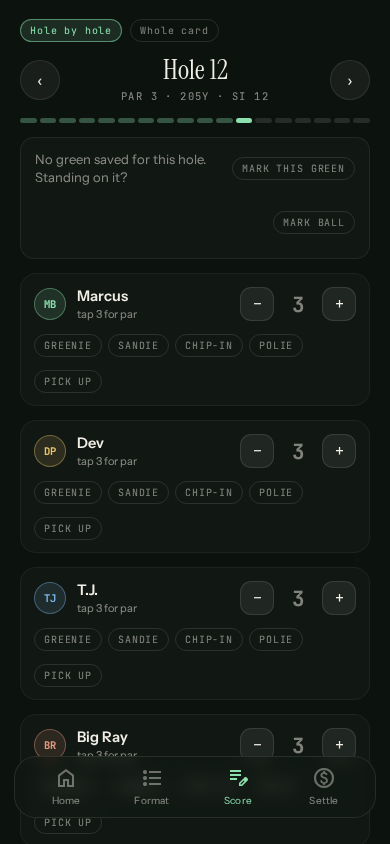 Hole by hole
Whole card
‹
Hole 12
›
PAR 3 · 205Y · SI 12
No green saved for this hole.
Standing on it?
MARK THIS GREEN
MARK BALL
MB
Marcus
tap 3 for par
− 3 +
GREENIE SANDIE CHIP-IN POLIE
PICK UP
DP
Dev
tap 3 for par
− 3 +
GREENIE SANDIE CHIP-IN POLIE
PICK UP
TJ
T.J.
tap 3 for par
− 3 +
GREENIE SANDIE CHIP-IN POLIE
PICK UP
BR
Big Ray
tap 3 for par
− 3 +
Home Format Score Settle
PICK UP